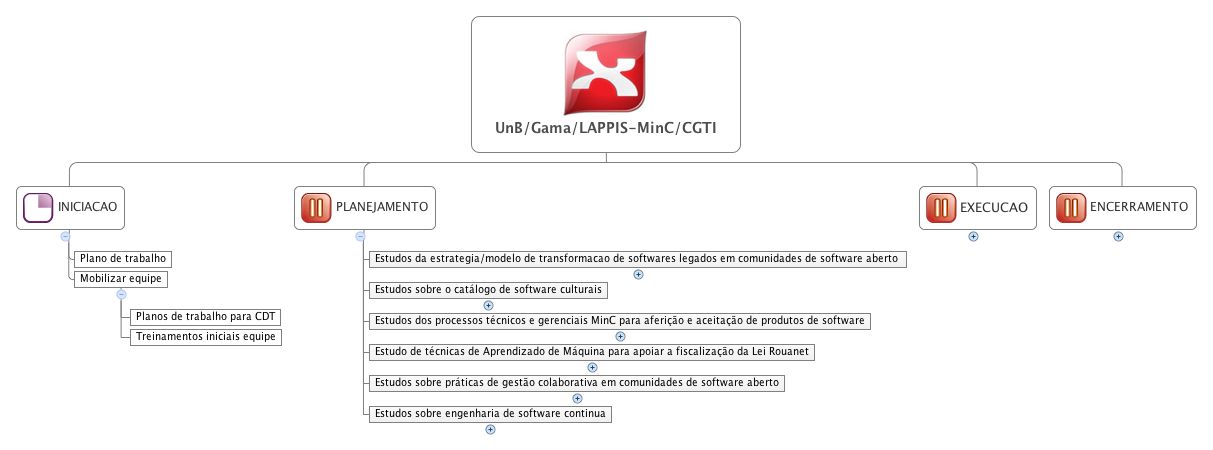 UnB/Gama/LAPPIS-MinC/CGTI
INICIACAO
PLANEJAMENTO
EXECUCAO
ENCERRAMENTO
Plano de trabalho
Mobilizar equipe
Planos de trabalho para CDT
Treinamentos iniciais equipe
Estudos da estrategia/modelo de transformacao de softwares legados em comunidades de software aberto
Estudos sobre o catálogo de software culturais
Estudos dos processos técnicos e gerenciais MinC para aferição e aceitação de produtos de software
Estudo de técnicas de Aprendizado de Máquina para apoiar a fiscalização da Lei Rouanet
Estudos sobre práticas de gestão colaborativa em comunidades de software aberto
Estudos sobre engenharia de software continua